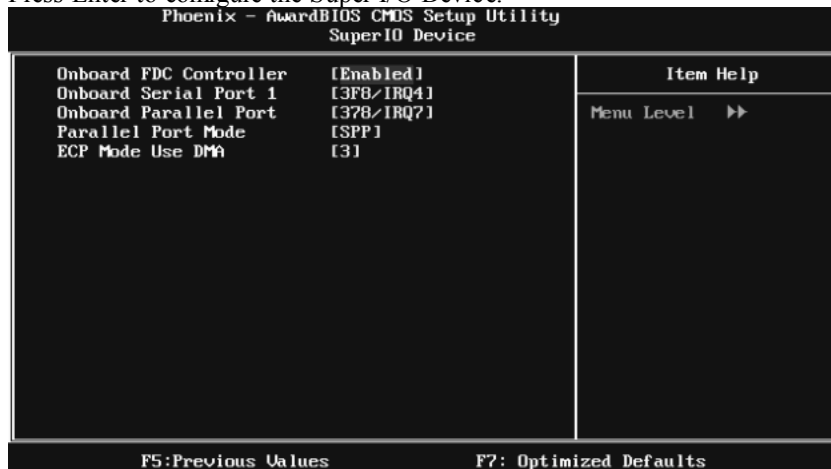 Press Enter to configure the Super I/O Device.
Phoenix - AwardBIOS CMOS Setup Utility
SuperIO Device
Onboard FDC Controller [Enabled]
Onboard Serial Port 1 [3F8/IRQ4]
Onboard Parallel Port [378/IRQ7]
Parallel Port Mode [SPP]
ECP Mode Use DMA [3]
Item Help
Menu Level ▶▶
F5:Previous Values F7: Optimized Defaults